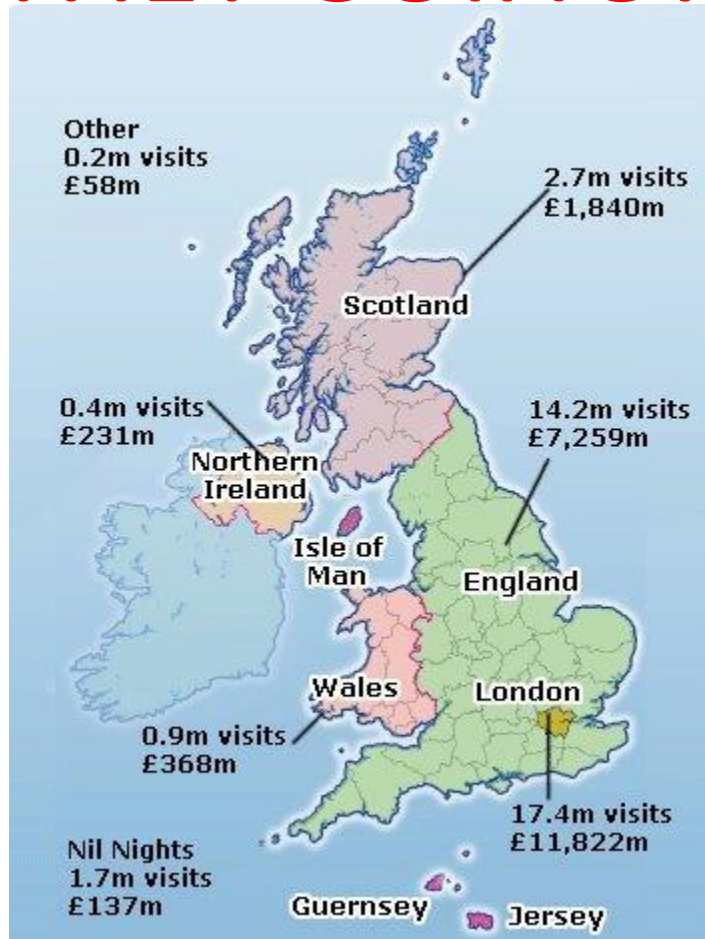 Other
0.2m visits
£58m
2.7m visits
£1,840m
Scotland
0.4m visits
£231m
14.2m visits
£7,259m
Northern
Ireland
Isle of
Man
England
Wales
London
0.9m visits
£368m
17.4m visits
£11,822m
Nil Nights
1.7m visits
£137m
Guernsey
Jersey